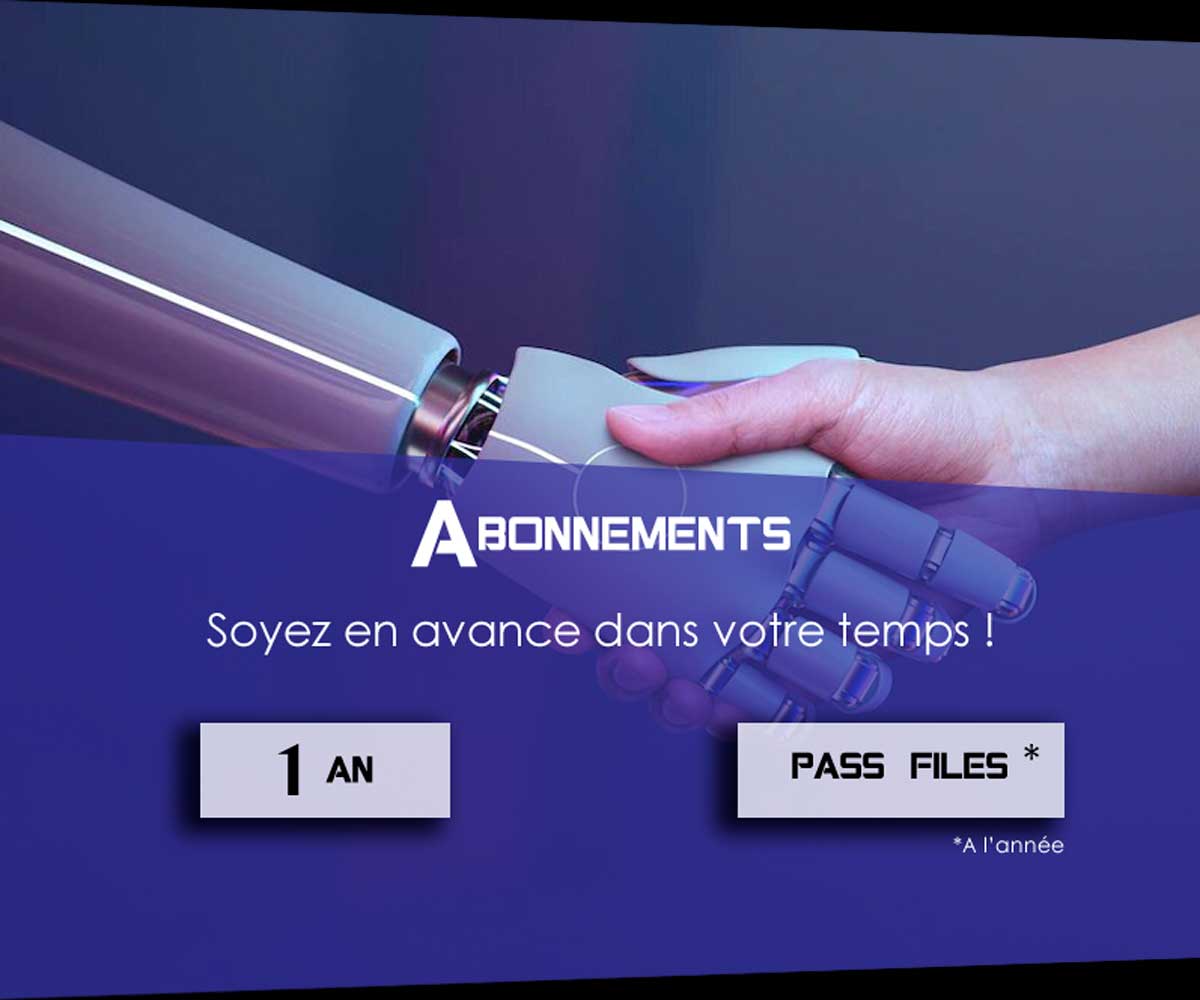 ABONNEMENTS
Soyez en avance dans votre temps !
1 AN
PASS FILES *
*A l'année